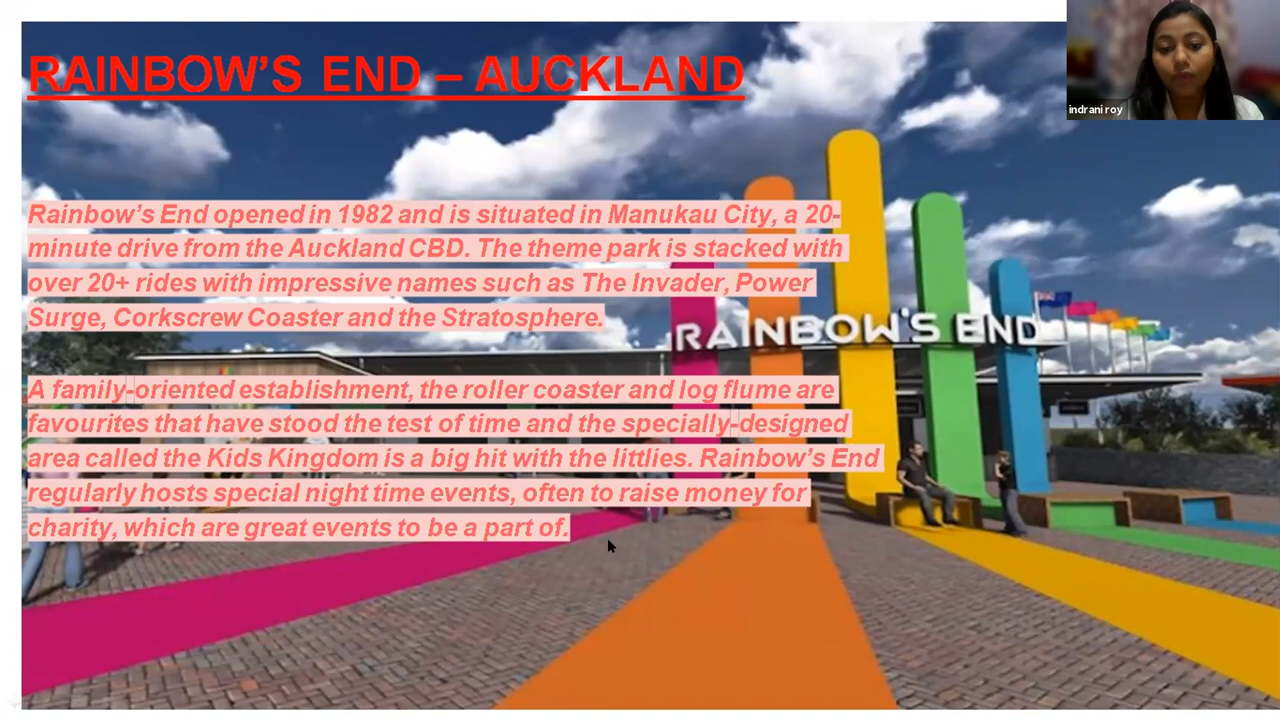 RAINBOW’S END – AUCKLAND
indrani roy
Rainbow’s End opened in 1982 and is situated in Manukau City, a 20-
minute drive from the Auckland CBD. The theme park is stacked with
over 20+ rides with impressive names such as The Invader, Power
Surge, Corkscrew Coaster and the Stratosphere.
RAINBOW'S END
A family-oriented establishment, the roller coaster and log flume are
favourites that have stood the test of time and the specially-designed
area called the Kids Kingdom is a big hit with the littlies. Rainbow’s End
regularly hosts special night time events, often to raise money for
charity, which are great events to be a part of.